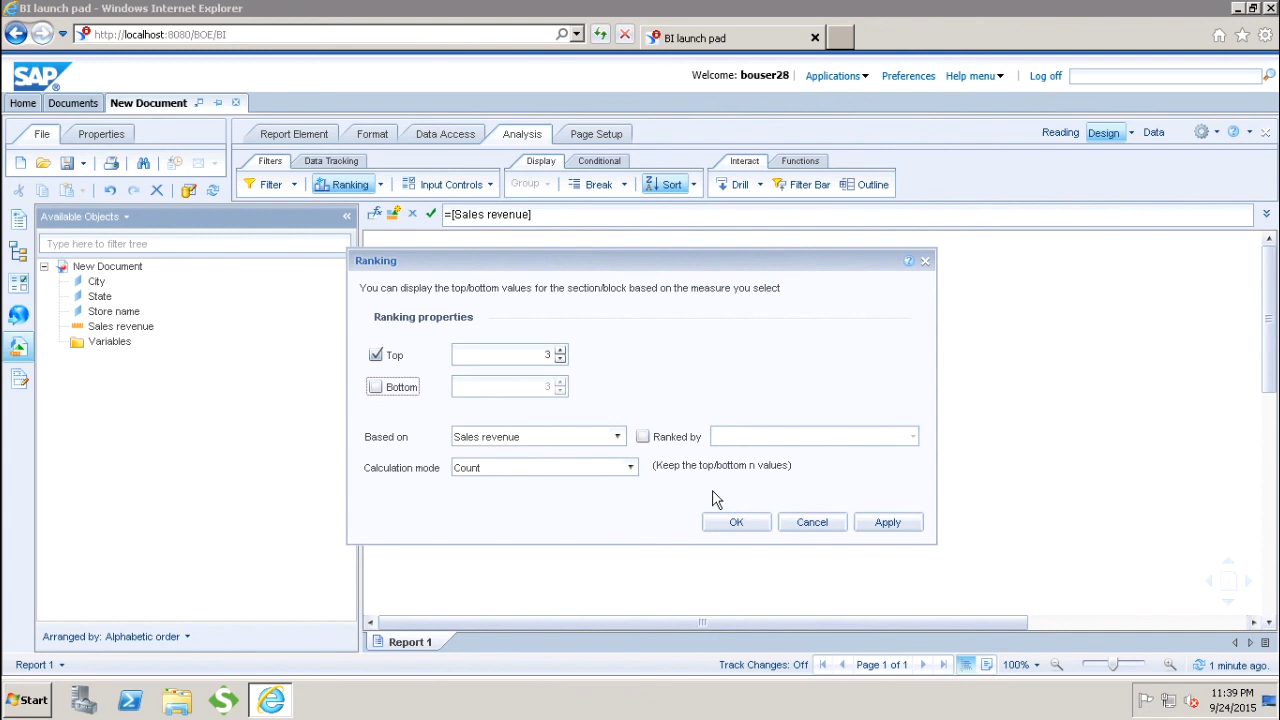 BI launch pad - Windows Internet Explorer
http://localhost:8080/BOE/BI
BI launch pad
SAP
Welcome: bouser28
Applications
Preferences
Help menu
Log off
Home
Documents
New Document
File
Properties
Report Element
Format
Data Access
Analysis
Page Setup
Reading
Design
Data
Filters
Data Tracking
Display
Conditional
Interact
Functions
Filter
Ranking
Input Controls
Group
Break
Sort
Drill
Filter Bar
Outline
Available Objects
=[Sales revenue]
Type here to filter tree
New Document
City
State
Store name
Sales revenue
Variables
Ranking
You can display the top/bottom values for the section/block based on the measure you select
Ranking properties
Top
3
Bottom
3
Based on
Sales revenue
Ranked by
Calculation mode
Count
(Keep the top/bottom n values)
OK
Cancel
Apply
Arranged by: Alphabetic order
Report 1
Report 1
Track Changes: Off
Page 1 of 1
100%
1 minute ago.
Start
11:39 PM
9/24/2015